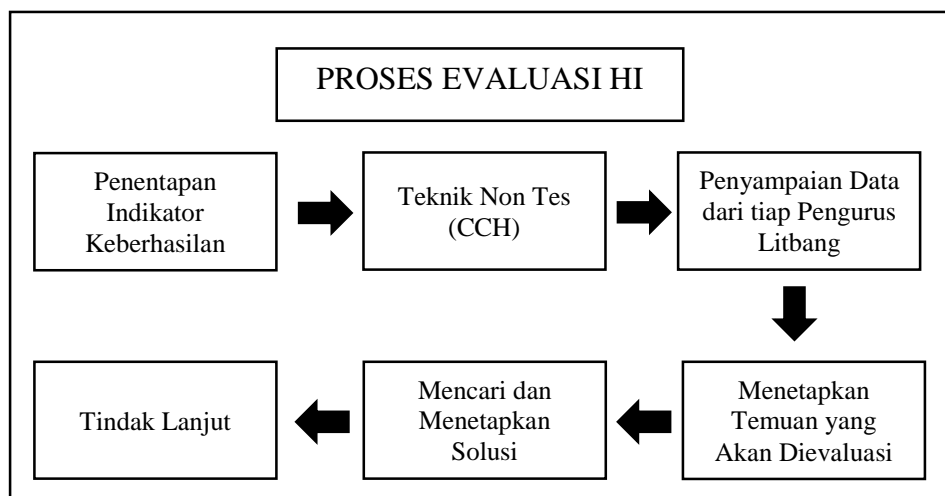 PROSES EVALUASI HI
Penentapan
Indikator
Keberhasilan
Teknik Non Tes
(CCH)
Penyampaian Data
dari tiap Pengurus
Litbang
Menetapkan
Temuan yang
Akan Dievaluasi
Mencari dan
Menetapkan
Solusi
Tindak Lanjut